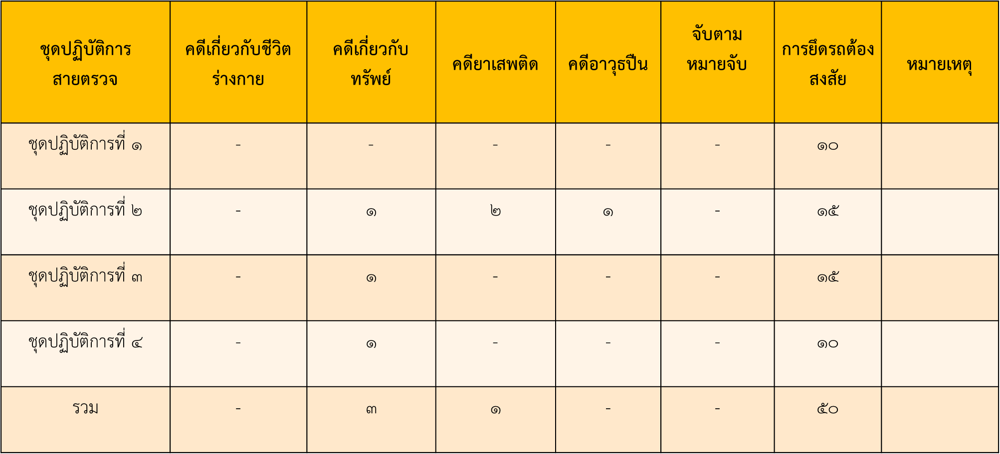 ชุดปฏิบัติการ
สายตรวจ
คดีเกี่ยวกับชีวิต
ร่างกาย
คดีเกี่ยวกับ
ทรัพย์
คดียาเสพติด
คดีอาวุธปืน
จับตาม
หมายจับ
การยึดรถต้อง
สงสัย
หมายเหตุ
ชุดปฏิบัติการที่ ๑ - - - - - ๑๐
ชุดปฏิบัติการที่ ๒ - ๑ ๒ ๑ - ๑๕
ชุดปฏิบัติการที่ ๓ - ๑ - - - ๑๕
ชุดปฏิบัติการที่ ๔ - ๑ - - - ๑๐
รวม - ๓ ๑ - - ๕๐